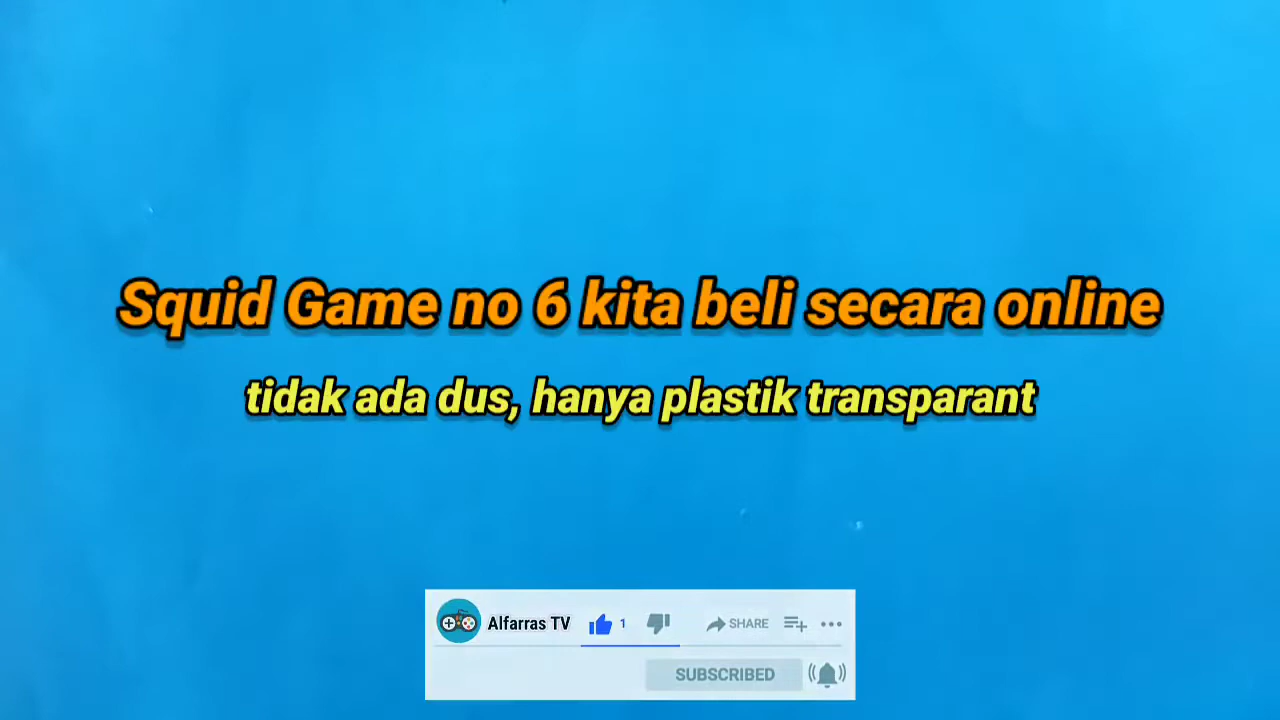 Squid Game no 6 kita beli secara online
tidak ada dus, hanya plastik transparant
Alfarras TV
1
SHARE
SUBSCRIBED